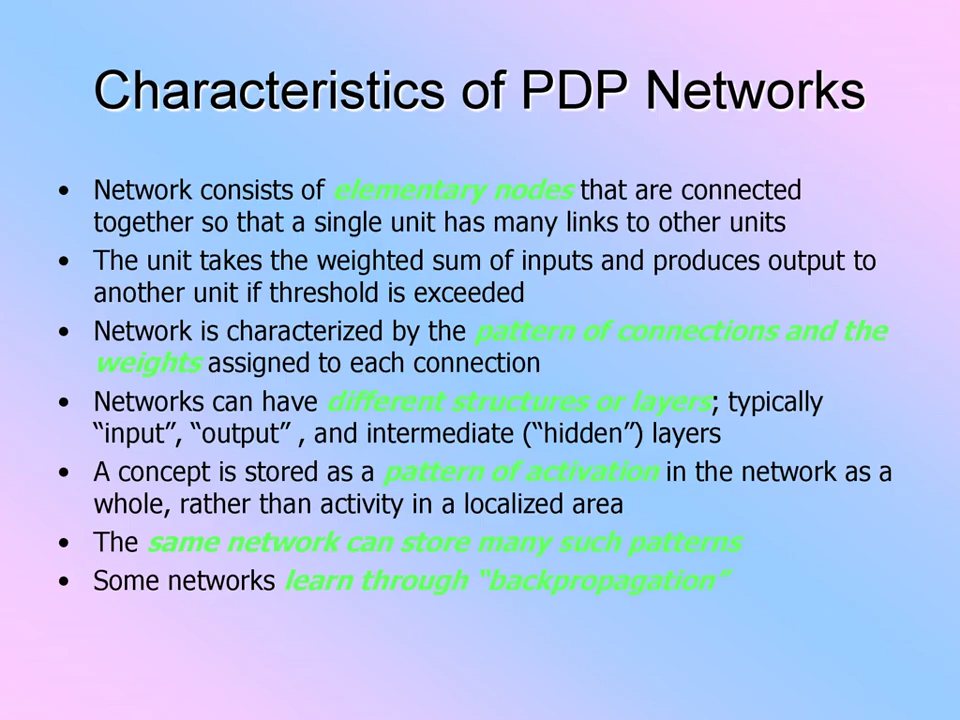 Characteristics of PDP Networks
• Network consists of elementary nodes that are connected
together so that a single unit has many links to other units
• The unit takes the weighted sum of inputs and produces output to
another unit if threshold is exceeded
• Network is characterized by the pattern of connections and the
weights assigned to each connection
• Networks can have different structures or layers; typically
“input”, “output” , and intermediate (“hidden”) layers
• A concept is stored as a pattern of activation in the network as a
whole, rather than activity in a localized area
• The same network can store many such patterns
• Some networks learn through “backpropagation”